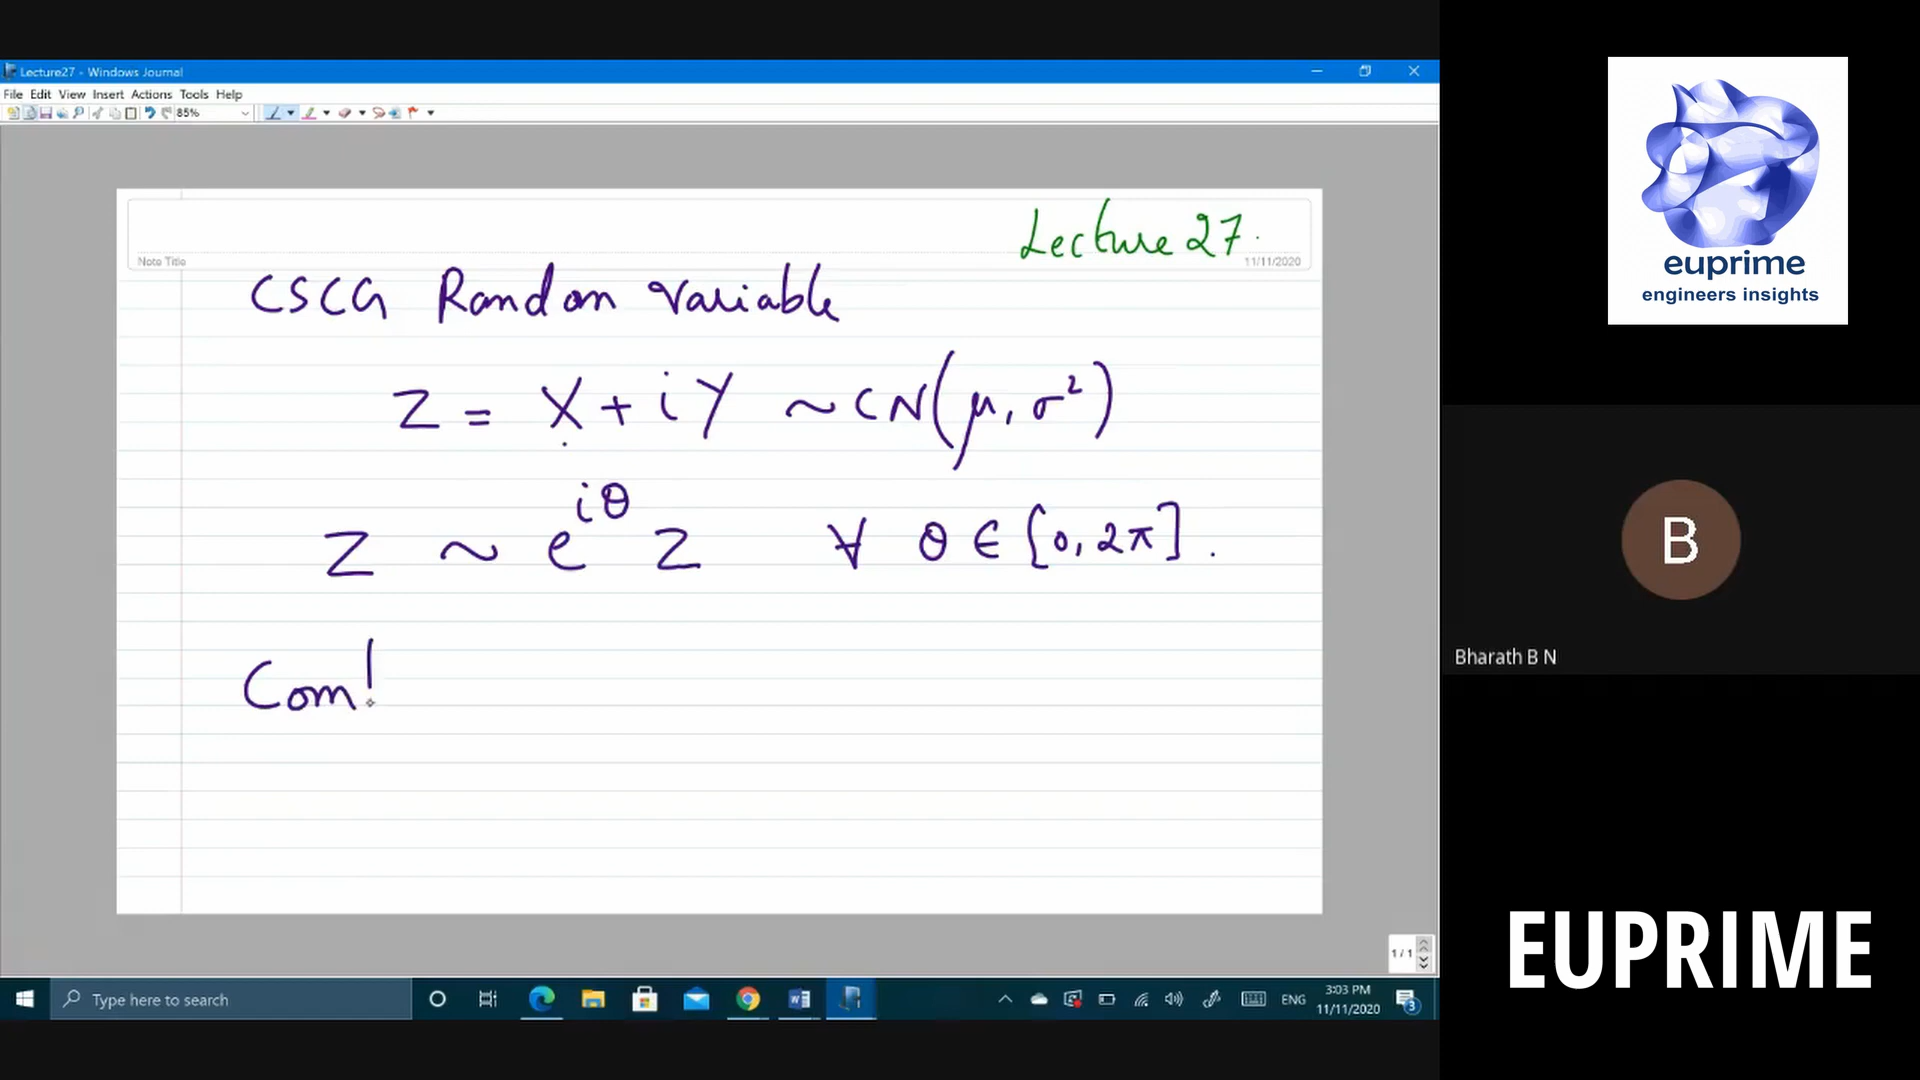 Lecture27 - Windows Journal
File Edit View Insert Actions Tools Help
85%
Lecture 27.
Note Title
11/11/2020
CSCG Random Variable
Z = X + i Y ~ CN(μ, σ²)
Z ~ e^{iθ} Z ∀ θ ∈ [0, 2π].
Com!
1 / 1
Type here to search
ENG
3:03 PM
11/11/2020
3
euprime
engineers insights
B
Bharath B N
EUPRIME